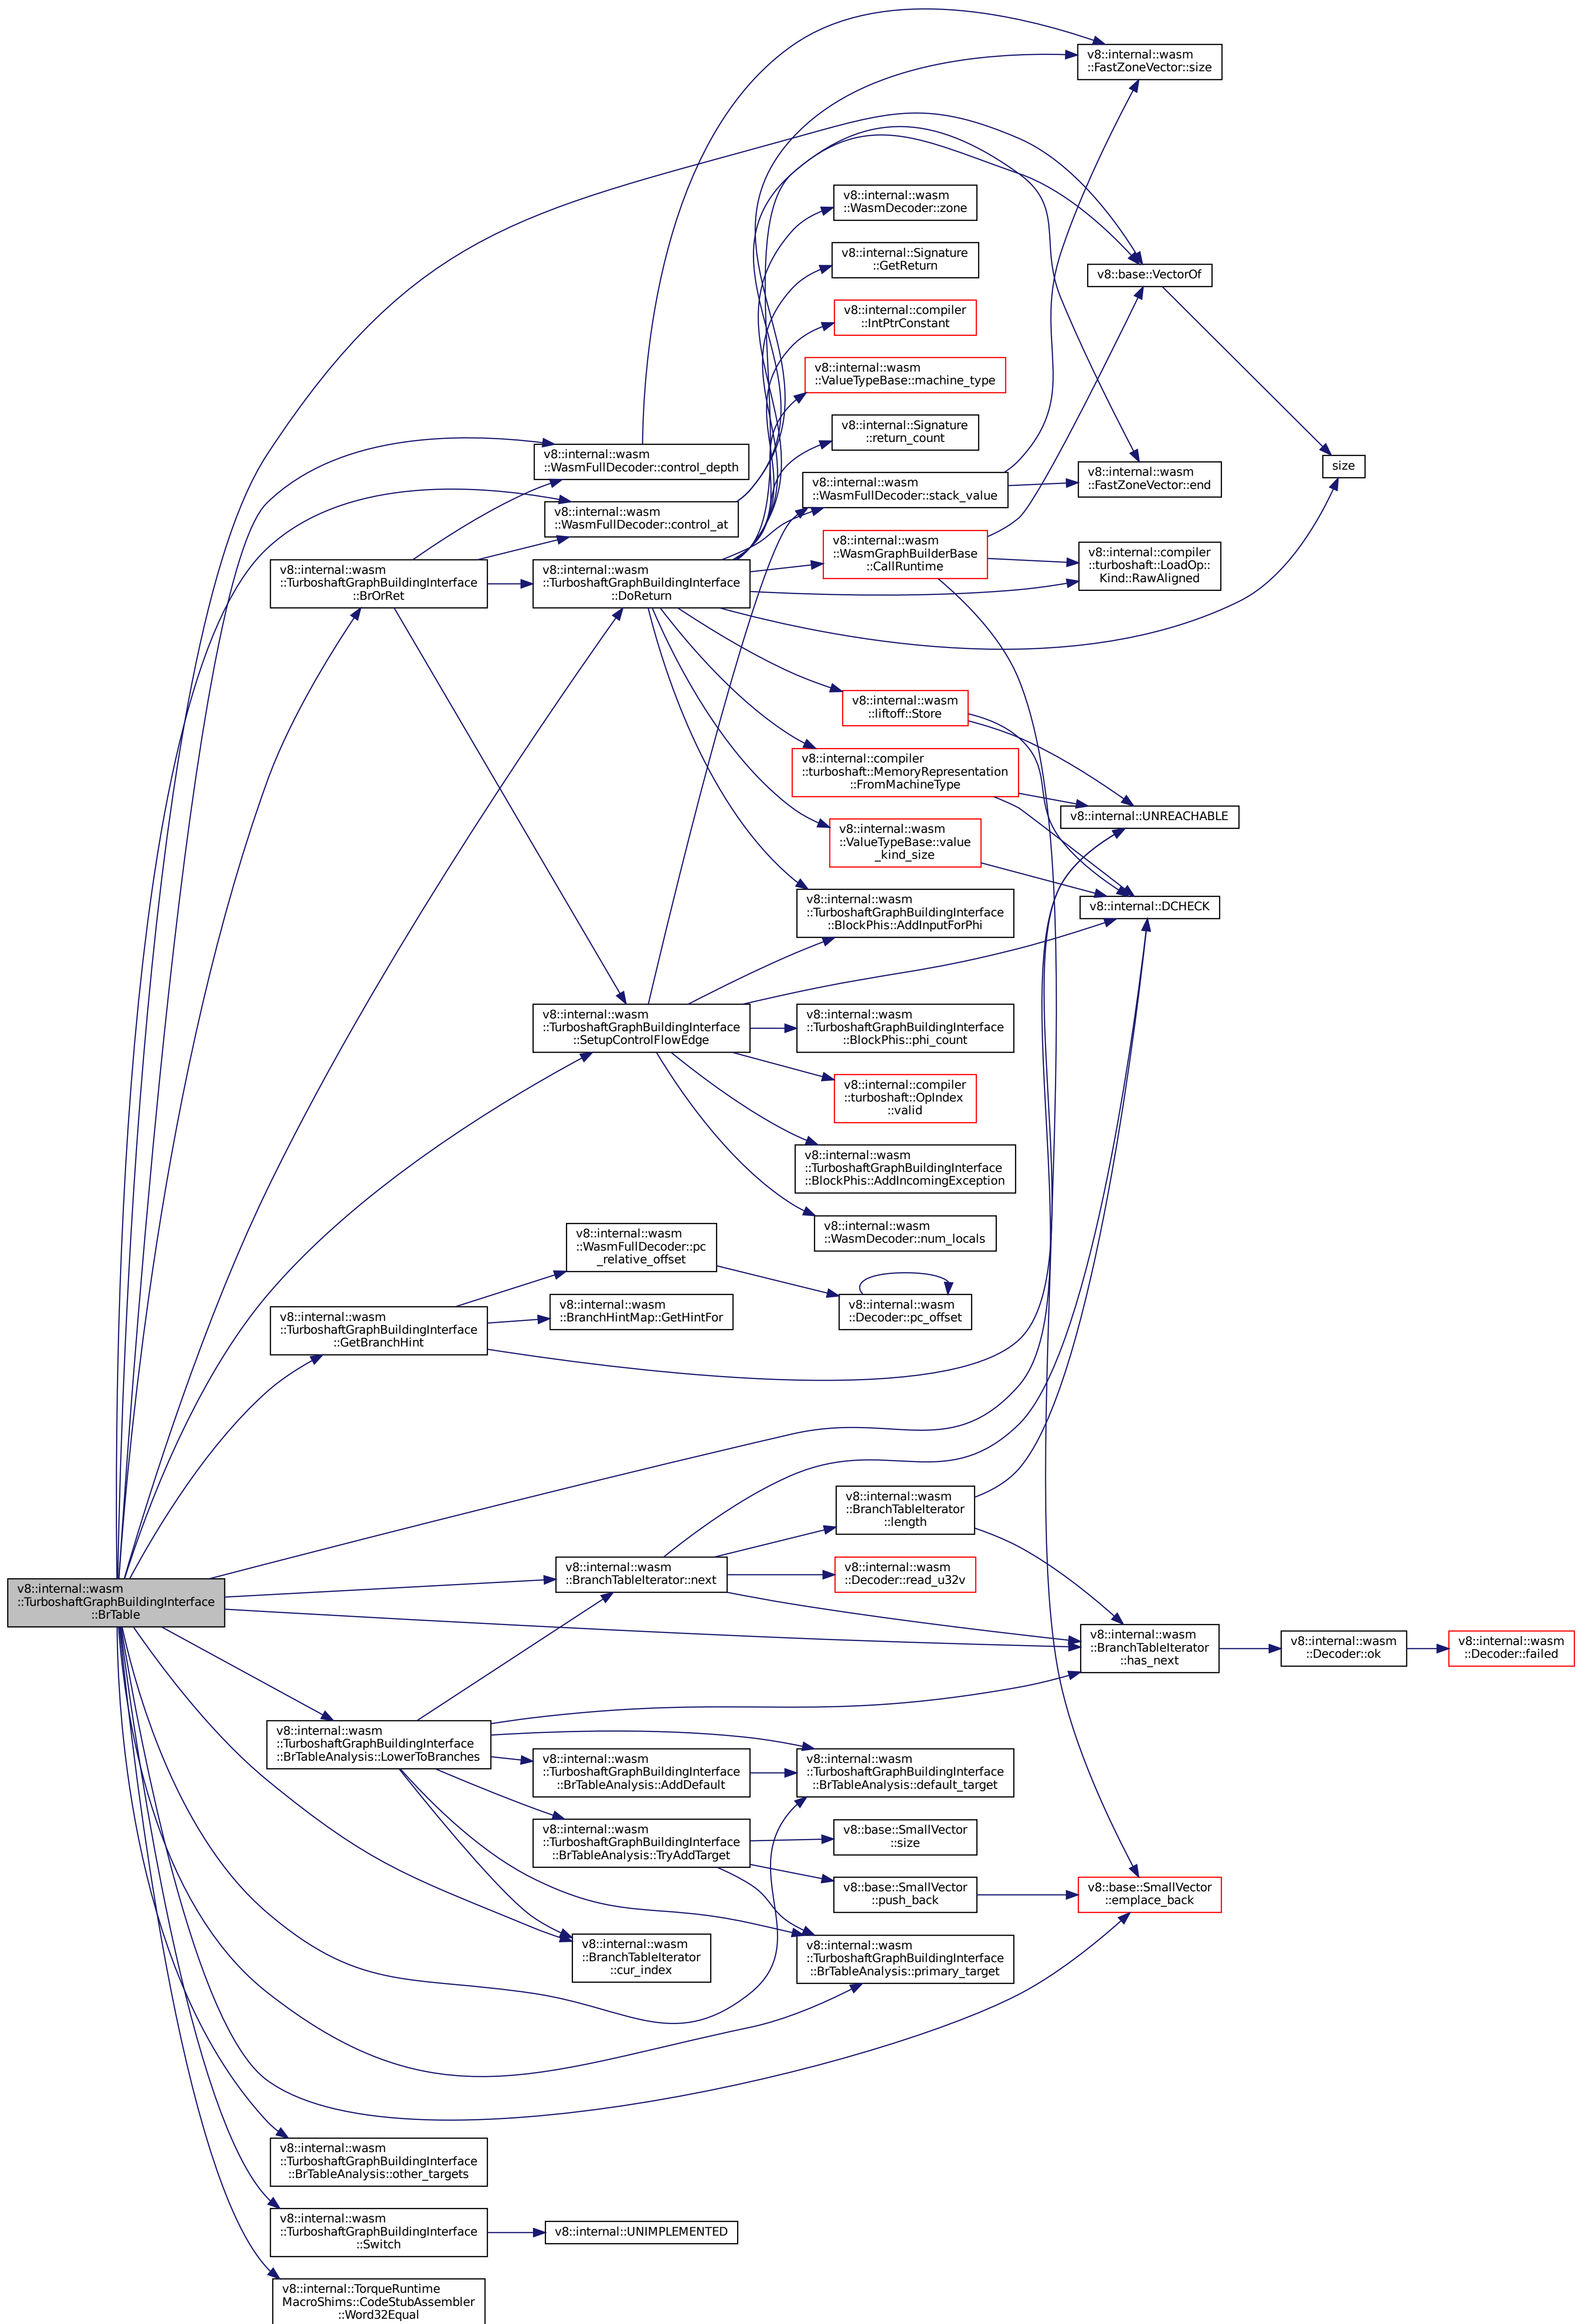 v8::internal::wasm
::FastZoneVector::size
v8::internal::wasm
::WasmDecoder::zone
v8::internal::Signature
::GetReturn
v8::base::VectorOf
v8::internal::compiler
::IntPtrConstant
v8::internal::wasm
::ValueTypeBase::machine_type
v8::internal::Signature
::return_count
v8::internal::wasm
::WasmFullDecoder::control_depth
size
v8::internal::wasm
::WasmFullDecoder::stack_value
v8::internal::wasm
::FastZoneVector::end
v8::internal::wasm
::WasmFullDecoder::control_at
v8::internal::wasm
::WasmGraphBuilderBase
::CallRuntime
v8::internal::compiler
::turboshaft::LoadOp::
Kind::RawAligned
v8::internal::wasm
::TurboshaftGraphBuildingInterface
::BrOrRet
v8::internal::wasm
::TurboshaftGraphBuildingInterface
::DoReturn
v8::internal::wasm
::liftoff::Store
v8::internal::compiler
::turboshaft::MemoryRepresentation
::FromMachineType
v8::internal::UNREACHABLE
v8::internal::wasm
::ValueTypeBase::value
_kind_size
v8::internal::wasm
::TurboshaftGraphBuildingInterface
::BlockPhis::AddInputForPhi
v8::internal::DCHECK
v8::internal::wasm
::TurboshaftGraphBuildingInterface
::SetupControlFlowEdge
v8::internal::wasm
::TurboshaftGraphBuildingInterface
::BlockPhis::phi_count
v8::internal::compiler
::turboshaft::OpIndex
::valid
v8::internal::wasm
::TurboshaftGraphBuildingInterface
::BlockPhis::AddIncomingException
v8::internal::wasm
::WasmDecoder::num_locals
v8::internal::wasm
::WasmFullDecoder::pc
_relative_offset
v8::internal::wasm
::BranchHintMap::GetHintFor
v8::internal::wasm
::Decoder::pc_offset
v8::internal::wasm
::TurboshaftGraphBuildingInterface
::GetBranchHint
v8::internal::wasm
::BranchTableIterator
::length
v8::internal::wasm
::TurboshaftGraphBuildingInterface
::BrTable
v8::internal::wasm
::BranchTableIterator::next
v8::internal::wasm
::Decoder::read_u32v
v8::internal::wasm
::BranchTableIterator
::has_next
v8::internal::wasm
::Decoder::ok
v8::internal::wasm
::Decoder::failed
v8::internal::wasm
::TurboshaftGraphBuildingInterface
::BrTableAnalysis::LowerToBranches
v8::internal::wasm
::TurboshaftGraphBuildingInterface
::BrTableAnalysis::AddDefault
v8::internal::wasm
::TurboshaftGraphBuildingInterface
::BrTableAnalysis::default_target
v8::internal::wasm
::TurboshaftGraphBuildingInterface
::BrTableAnalysis::TryAddTarget
v8::base::SmallVector
::size
v8::base::SmallVector
::push_back
v8::base::SmallVector
::emplace_back
v8::internal::wasm
::BranchTableIterator
::cur_index
v8::internal::wasm
::TurboshaftGraphBuildingInterface
::BrTableAnalysis::primary_target
v8::internal::wasm
::TurboshaftGraphBuildingInterface
::BrTableAnalysis::other_targets
v8::internal::wasm
::TurboshaftGraphBuildingInterface
::Switch
v8::internal::UNIMPLEMENTED
v8::internal::TorqueRuntime
MacroShims::CodeStubAssembler
::Word32Equal